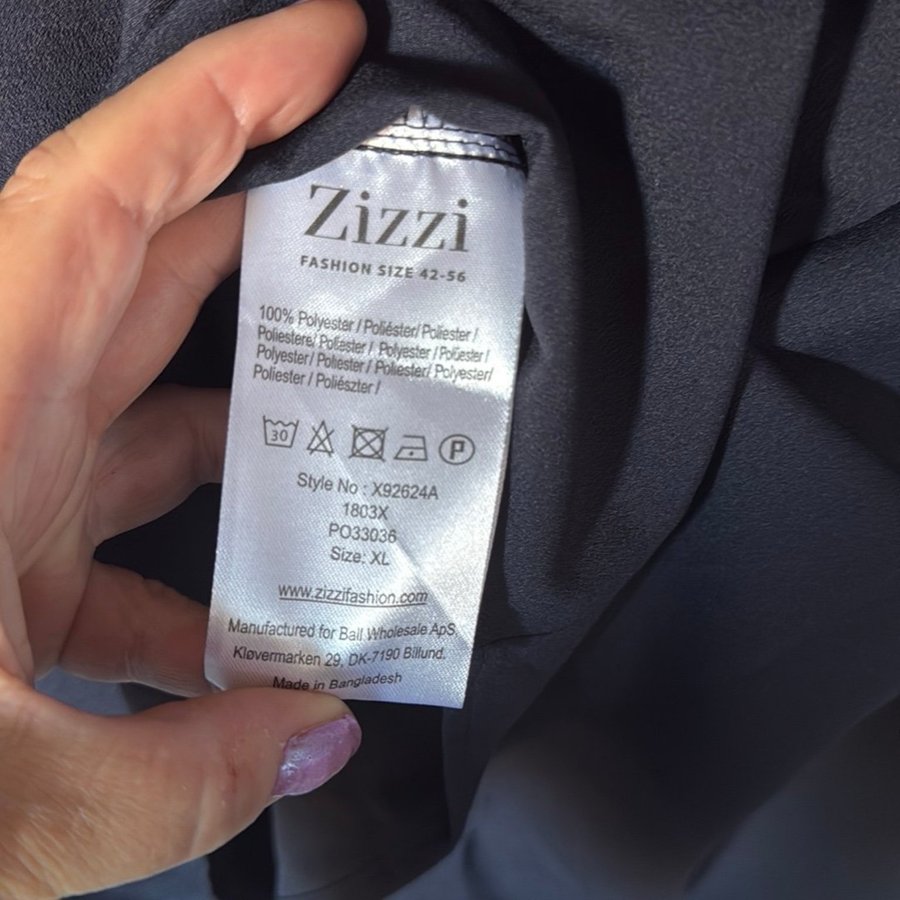 Zizzi
FASHION SIZE 42-56
100% Polyester / Poliéster/ Poliester /
Poliestere/ Poliester / Polyester / Polüester /
Polyester / Poliester / Poliester/ Polyester/
Poliester / Poliészter /
30
P
Style No : X92624A
1803X
PO33036
Size: XL
www.zizzifashion.com
Manufactured for Ball Wholesale ApS
Kløvermarken 29, DK-7190 Billund.
Made in Bangladesh